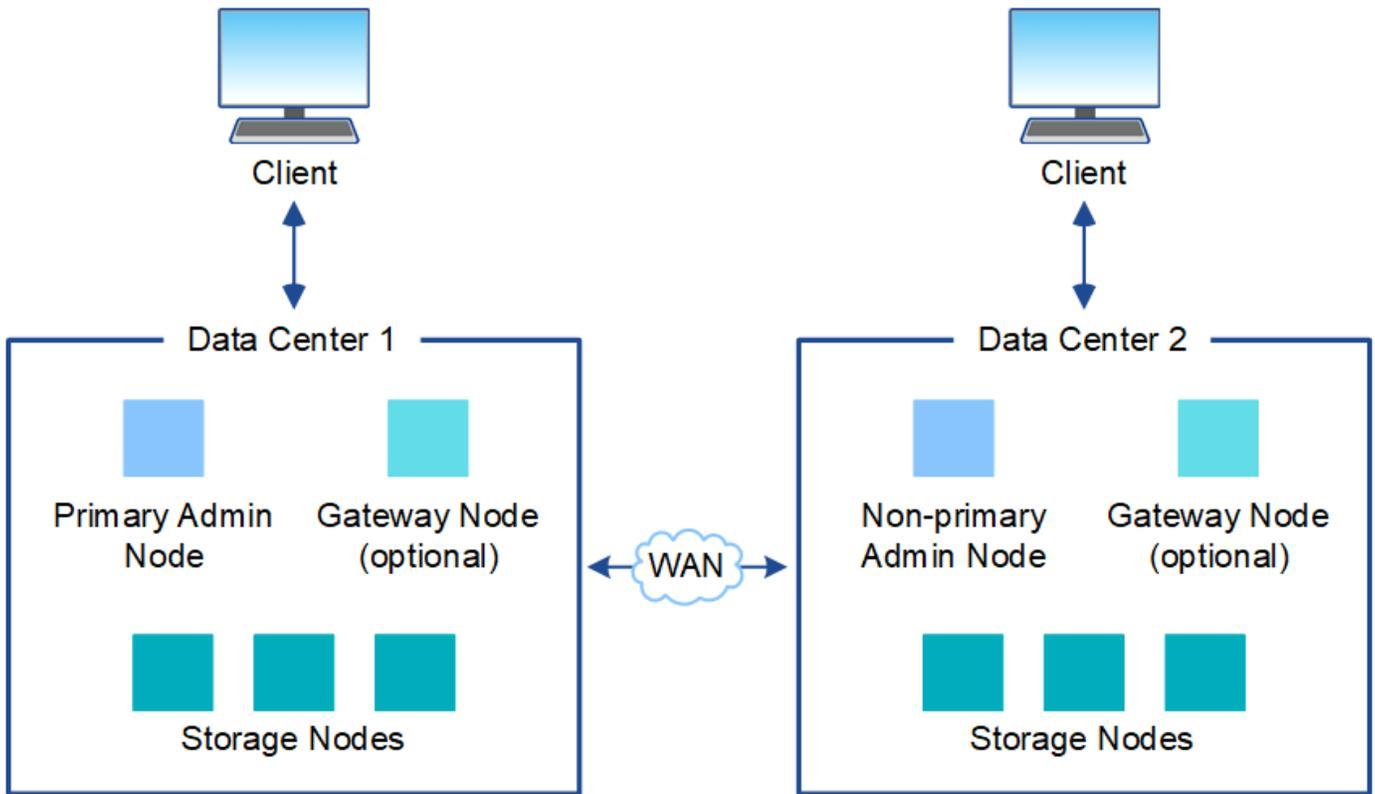 Client
Client
Data Center 1
Data Center 2
Primary Admin
Node
Gateway Node
(optional)
WAN
Non-primary
Admin Node
Gateway Node
(optional)
Storage Nodes
Storage Nodes